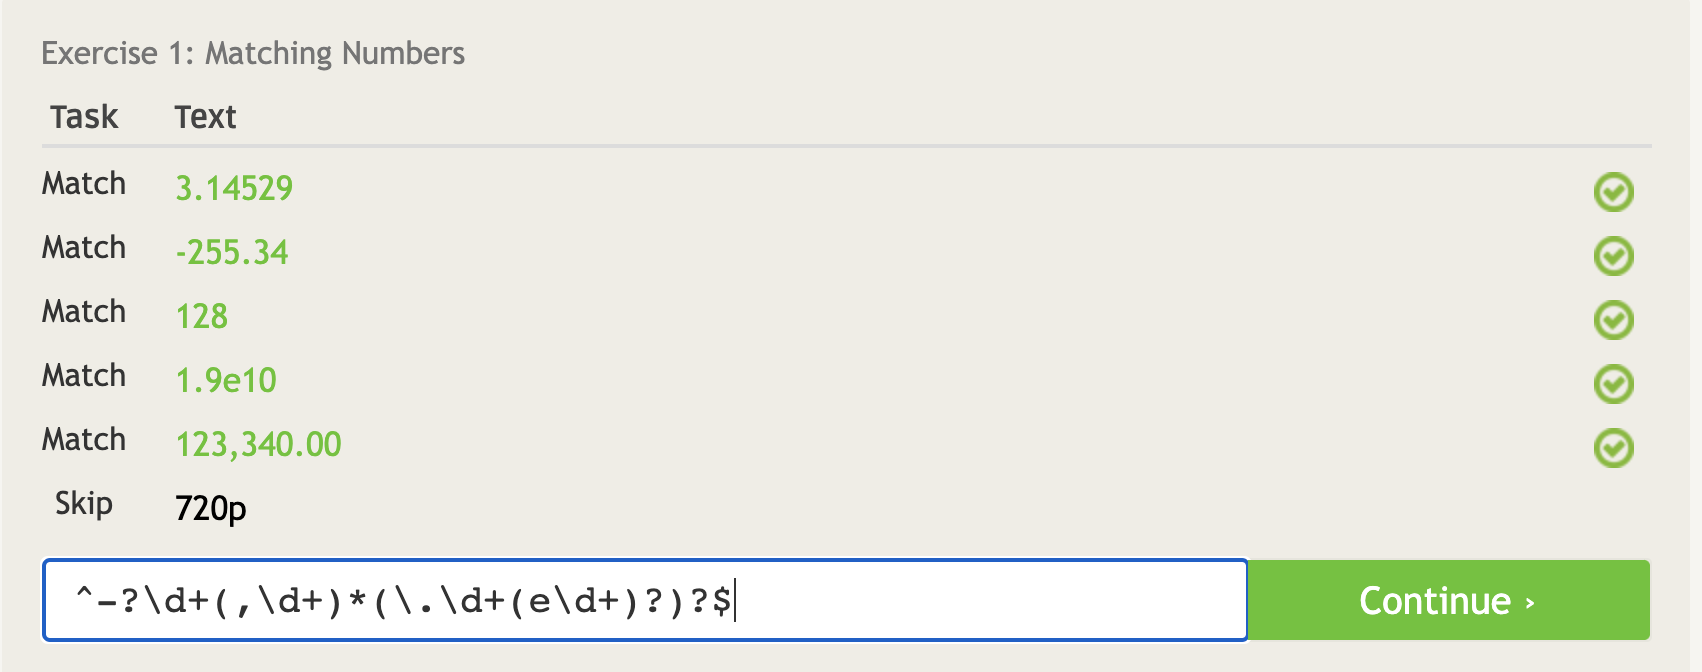 Exercise 1: Matching Numbers
Task Text
Match 3.14529
Match -255.34
Match 128
Match 1.9e10
Match 123,340.00
Skip 720p
^-?\d+(,\d+)*(\.\d+(e\d+)?)?$
Continue ›